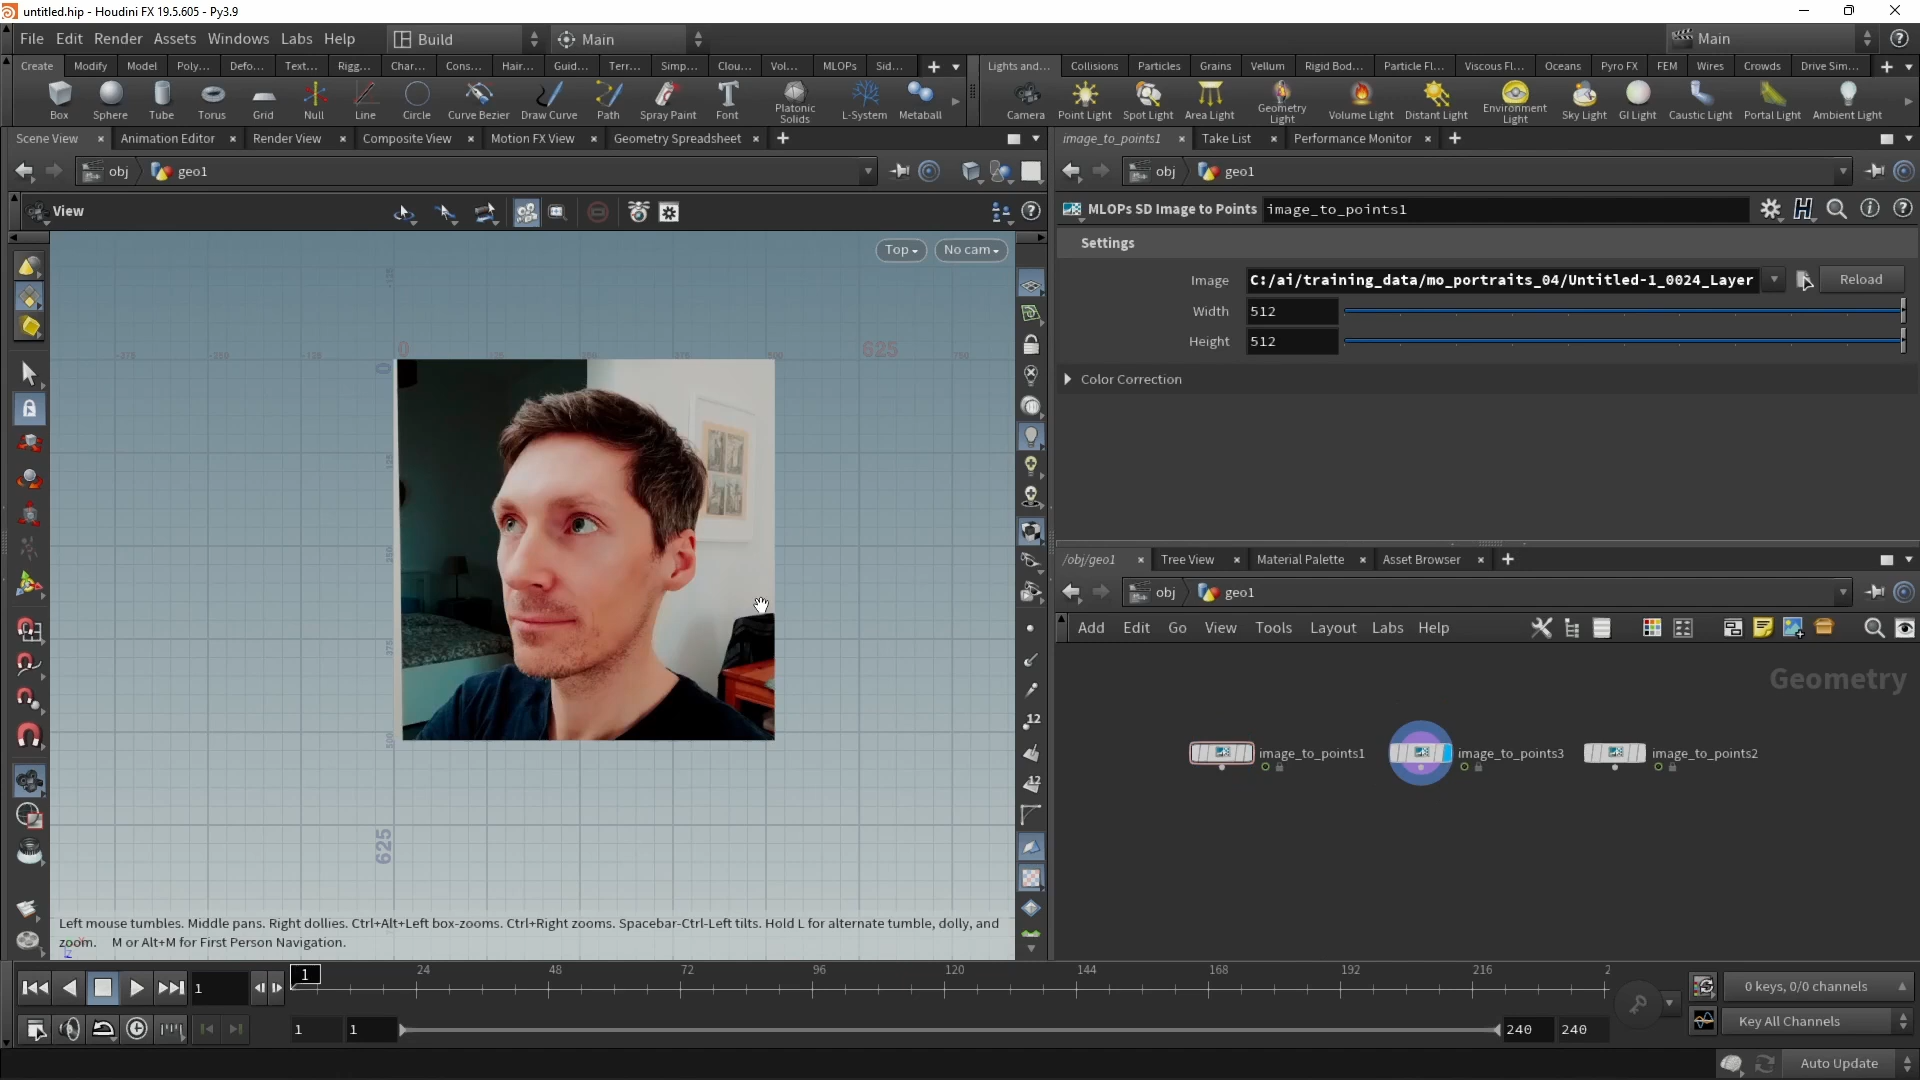 untitled.hip - Houdini FX 19.5.605 - Py3.9
File Edit Render Assets Windows Labs Help Build Main Main
Create Modify Model Poly... Defo... Text... Rigg... Char... Cons... Hair... Guid... Terr... Simp... Clou... Vol... MLOPs Sid... Lights and... Collisions Particles Grains Vellum Rigid Bod... Particle Fl... Viscous Fl... Oceans Pyro FX FEM Wires Crowds Drive Sim...
Box Sphere Tube Torus Grid Null Line Circle Curve Bezier Draw Curve Path Spray Paint Font Platonic Solids L-System Metaball Camera Point Light Spot Light Area Light Geometry Light Volume Light Distant Light Environment Light Sky Light GI Light Caustic Light Portal Light Ambient Light
Scene View Animation Editor Render View Composite View Motion FX View Geometry Spreadsheet
obj geo1
View
Top No cam
0 625
0
625
Left mouse tumbles. Middle pans. Right dollies. Ctrl+Alt+Left box-zooms. Ctrl+Right zooms. Spacebar-Ctrl-Left tilts. Hold L for alternate tumble, dolly, and
zoom. M or Alt+M for First Person Navigation.
12
12
image_to_points1 Take List Performance Monitor
obj geo1
MLOPs SD Image to Points image_to_points1
Settings
Image C:/ai/training_data/mo_portraits_04/Untitled-1_0024_Layer Reload
Width 512
Height 512
Color Correction
/obj/geo1 Tree View Material Palette Asset Browser
obj geo1
Add Edit Go View Tools Layout Labs Help
Geometry
image_to_points1 image_to_points3 image_to_points2
1 1 24 48 72 96 120 144 168 192 216 2
0 keys, 0/0 channels
1 1 240 240 Key All Channels
Auto Update